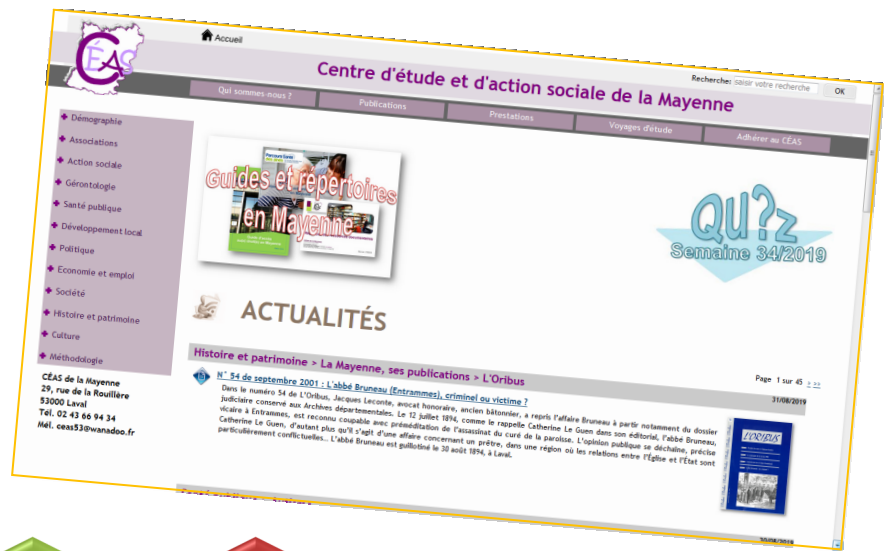 CÉAS
Accueil
Recherche: saisir votre recherche OK
Centre d'étude et d'action sociale de la Mayenne
Qui sommes-nous ?
Publications
Prestations
Voyages d'étude
Adhérer au CÉAS
Démographie
Associations
Action sociale
Gérontologie
Santé publique
Développement local
Politique
Economie et emploi
Société
Histoire et patrimoine
Culture
Méthodologie
CÉAS de la Mayenne
29, rue de la Rouillère
53000 Laval
Tél. 02 43 66 94 34
Mél. ceas53@wanadoo.fr
Guides et répertoires
en Mayenne
QU?z
Semaine 34/2019
ACTUALITÉS
Page 1 sur 45 > >>
Histoire et patrimoine > La Mayenne, ses publications > L'Oribus
31/08/2019
N° 54 de septembre 2001 : L'abbé Bruneau (Entrammes), criminel ou victime ?
Dans le numéro 54 de L'Oribus, Jacques Leconte, avocat honoraire, ancien bâtonnier, a repris l'affaire Bruneau à partir notamment du dossier
judiciaire conservé aux Archives départementales. Le 12 juillet 1894, comme le rappelle Catherine Le Guen dans son éditorial, l'abbé Bruneau,
vicaire à Entrammes, est reconnu coupable avec préméditation de l'assassinat du curé de la paroisse. L'opinion publique se déchaîne, précise
Catherine Le Guen, d'autant plus qu'il s'agit d'une affaire concernant un prêtre, dans une région où les relations entre l'Église et l'État sont
particulièrement conflictuelles... L'abbé Bruneau est guillotiné le 30 août 1894, à Laval.
L'ORIBUS
30/08/2019